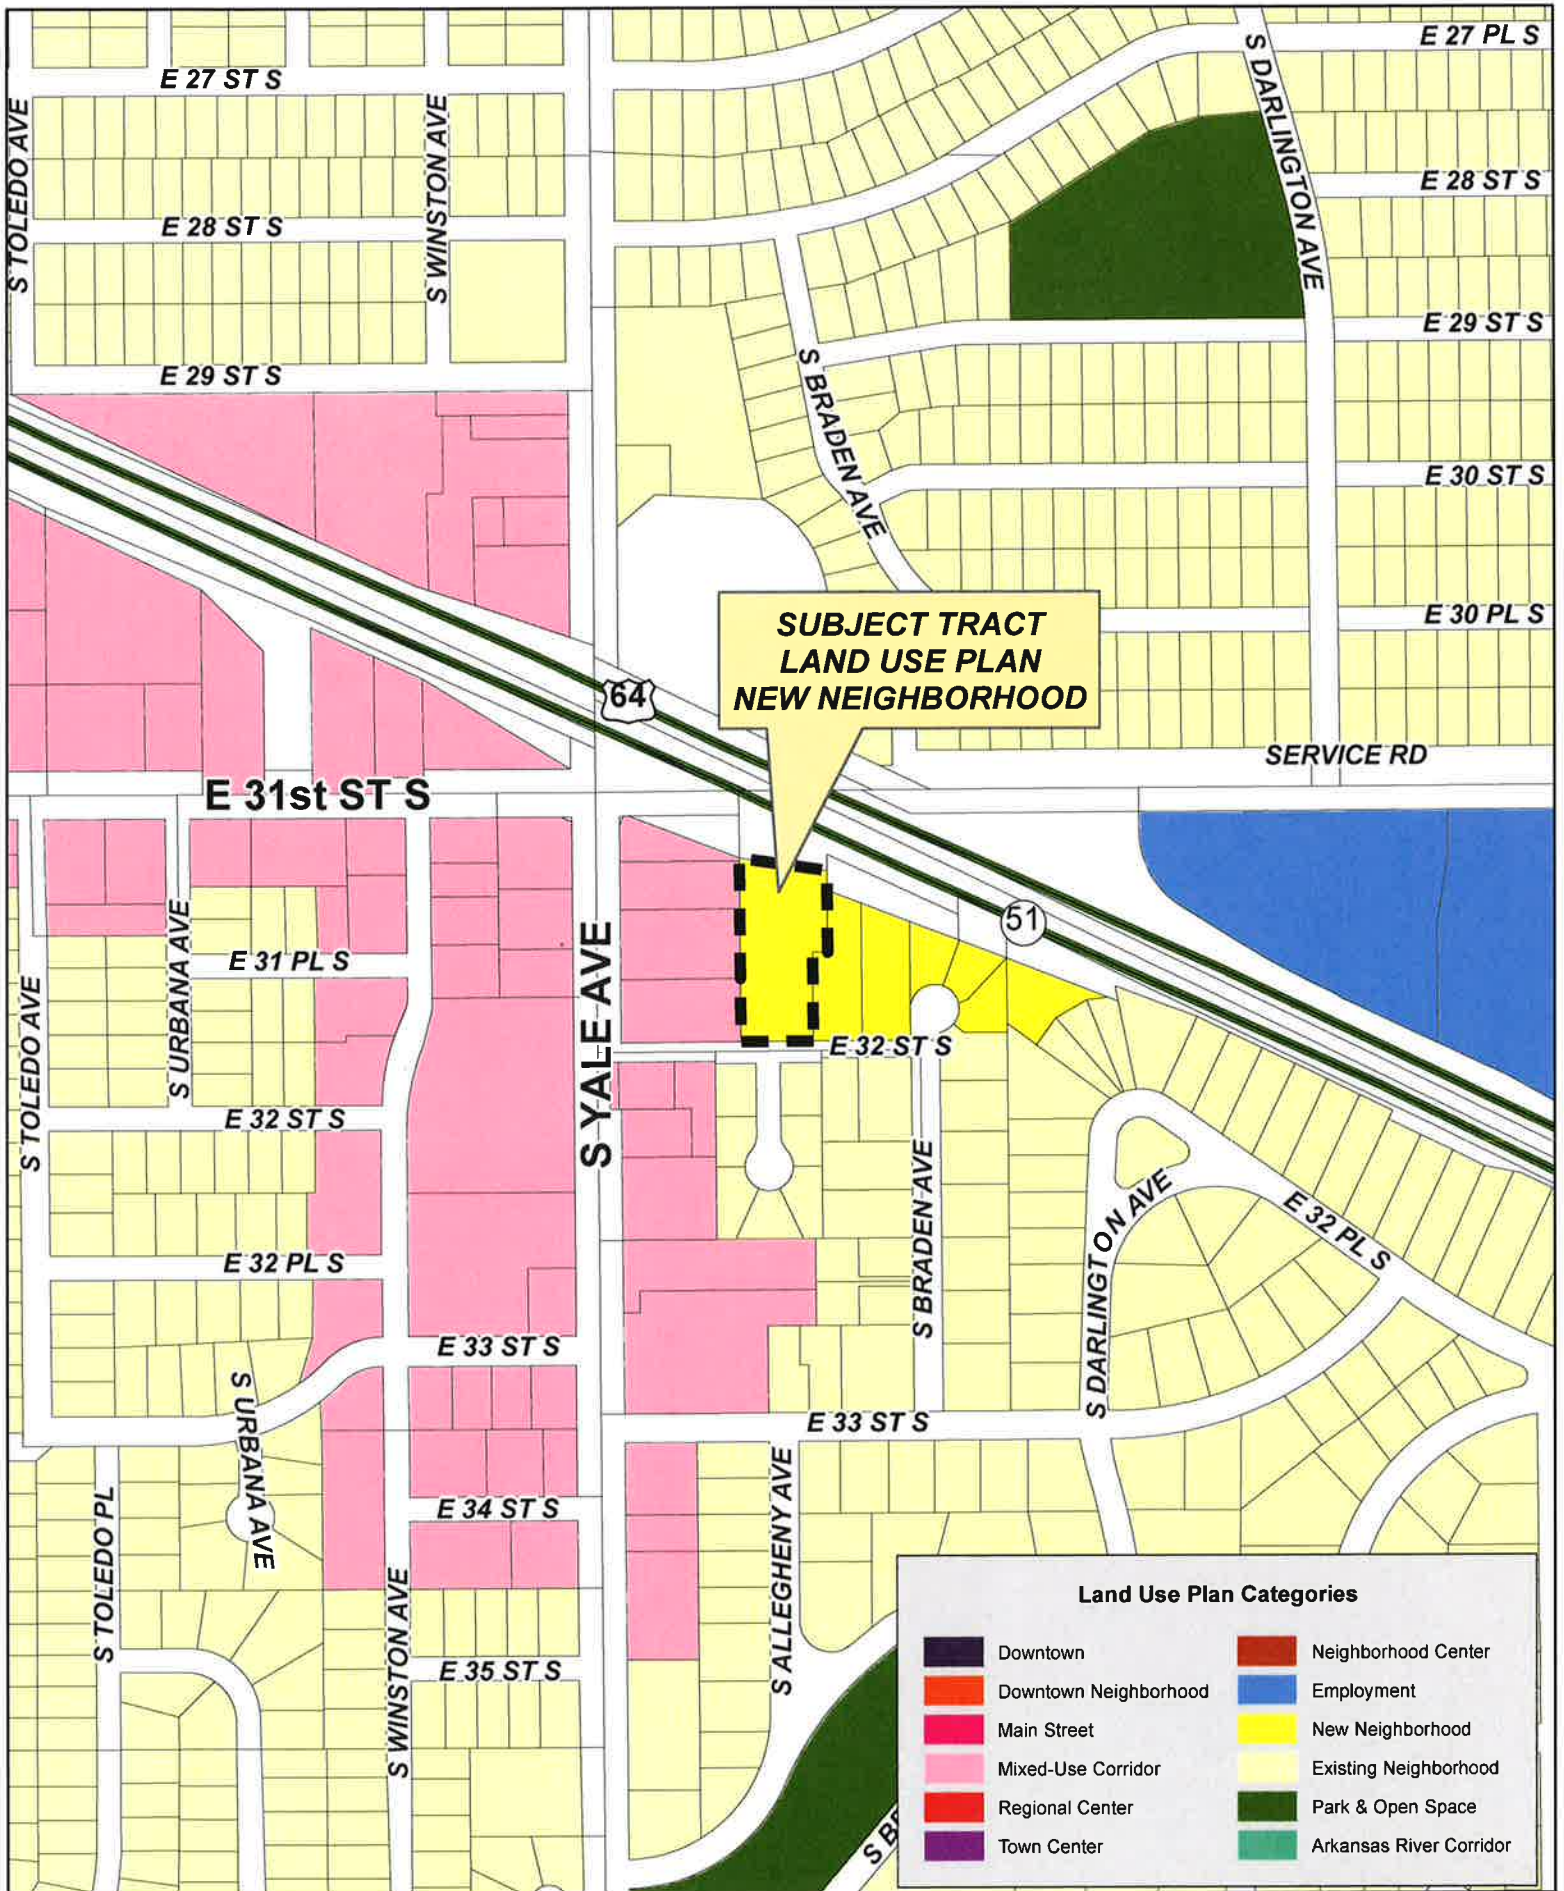 E 27 PL S
E 27 ST S
S TOLEDO AVE
S WINSTON AVE
S DARLINGTON AVE
E 28 ST S
E 28 ST S
E 29 ST S
E 29 ST S
S BRADEN AVE
E 30 ST S
SUBJECT TRACT
LAND USE PLAN
NEW NEIGHBORHOOD
E 30 PL S
64
SERVICE RD
E 31st ST S
51
S URBANA AVE
E 31 PL S
S YALE AVE
S TOLEDO AVE
E 32 ST S
E 32 ST S
S BRADEN AVE
S DARLINGTON AVE
E 32 PL S
E 32 PL S
E 33 ST S
S URBANA AVE
E 33 ST S
S ALLEGHENY AVE
E 34 ST S
S TOLEDO PL
S WINSTON AVE
E 35 ST S
S BR
Land Use Plan Categories
Downtown
Downtown Neighborhood
Main Street
Mixed-Use Corridor
Regional Center
Town Center
Neighborhood Center
Employment
New Neighborhood
Existing Neighborhood
Park & Open Space
Arkansas River Corridor